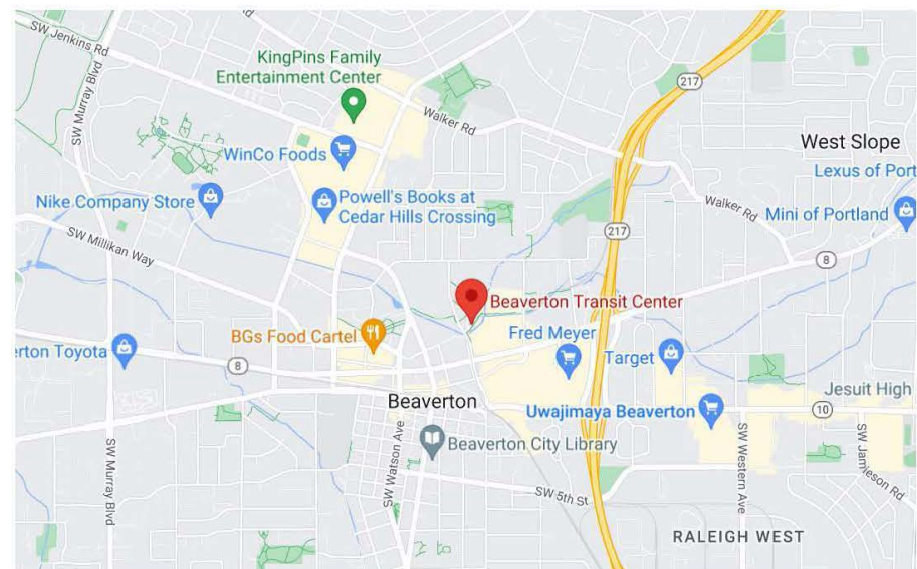 SW Jenkins Rd
SW Murray Blvd
KingPins Family
Entertainment Center
217
Walker Rd
West Slope
WinCo Foods
Lexus of Port
Nike Company Store
Powell's Books at
Cedar Hills Crossing
Walker Rd
Mini of Portland
217
SW Millikan Way
8
Beaverton Transit Center
BGs Food Cartel
Fred Meyer
erton Toyota
Target
8
Jesuit High
Beaverton
Uwajimaya Beaverton
10
SW Watson Ave
Beaverton City Library
SW Murray Blvd
SW Western Ave
SW Jamieson Rd
SW 5th St
RALEIGH WEST